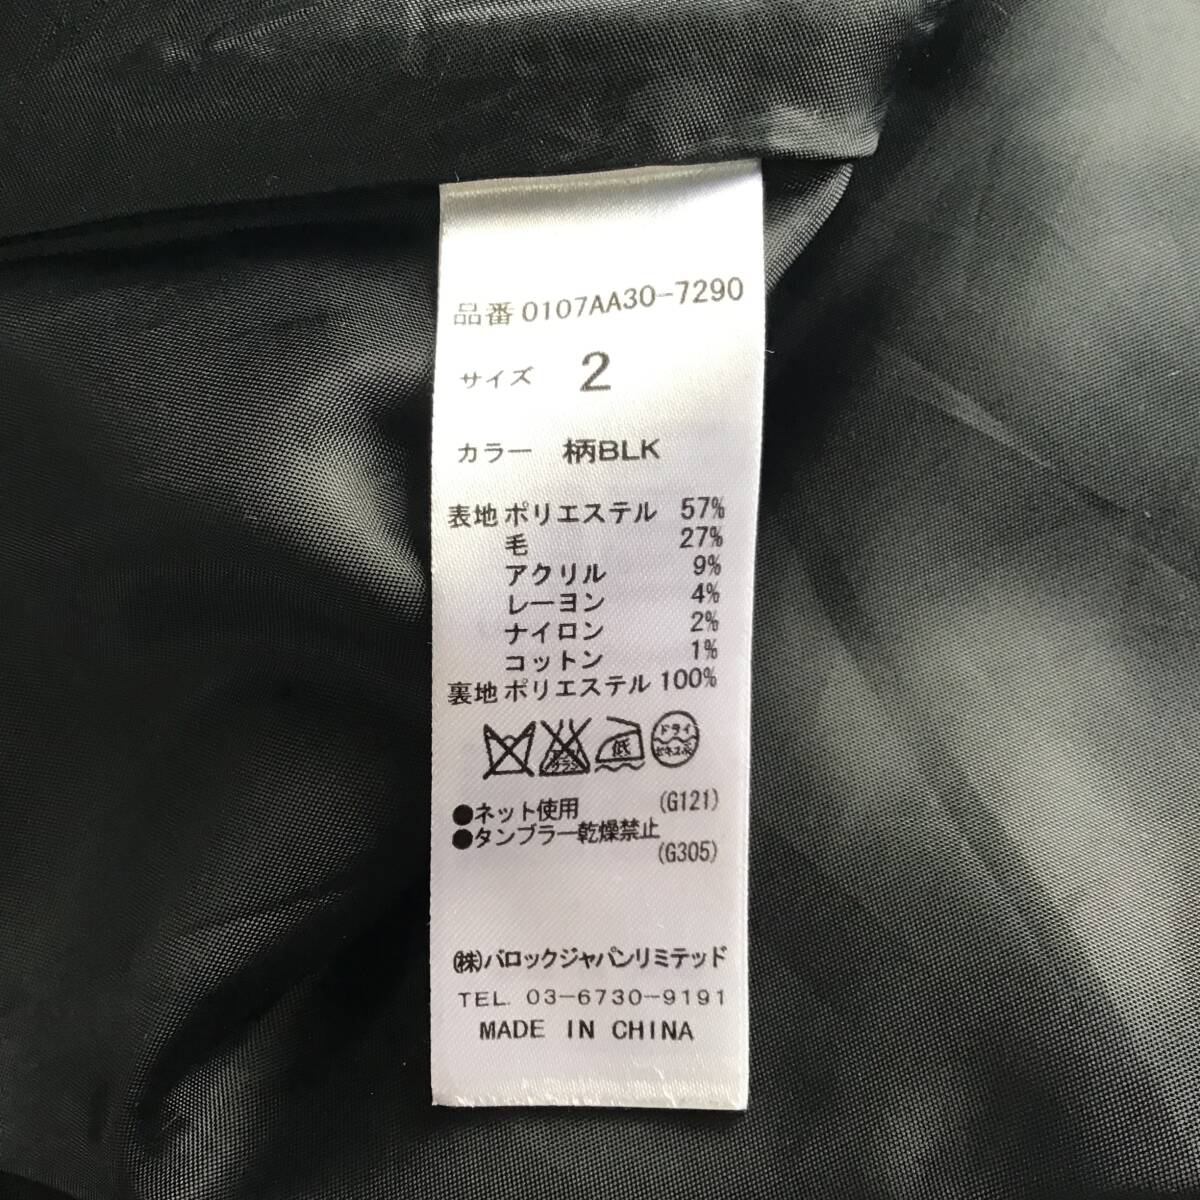 品番 0107AA30-7290
サイズ 2
カラー 柄BLK
表地 ポリエステル 57%
毛 27%
アクリル 9%
レーヨン 4%
ナイロン 2%
コットン 1%
裏地 ポリエステル 100%
低 ドライ
●ネット使用 (G121)
●タンブラー乾燥禁止
(G305)
㈱バロックジャパンリミテッド
TEL. 03-6730-9191
MADE IN CHINA